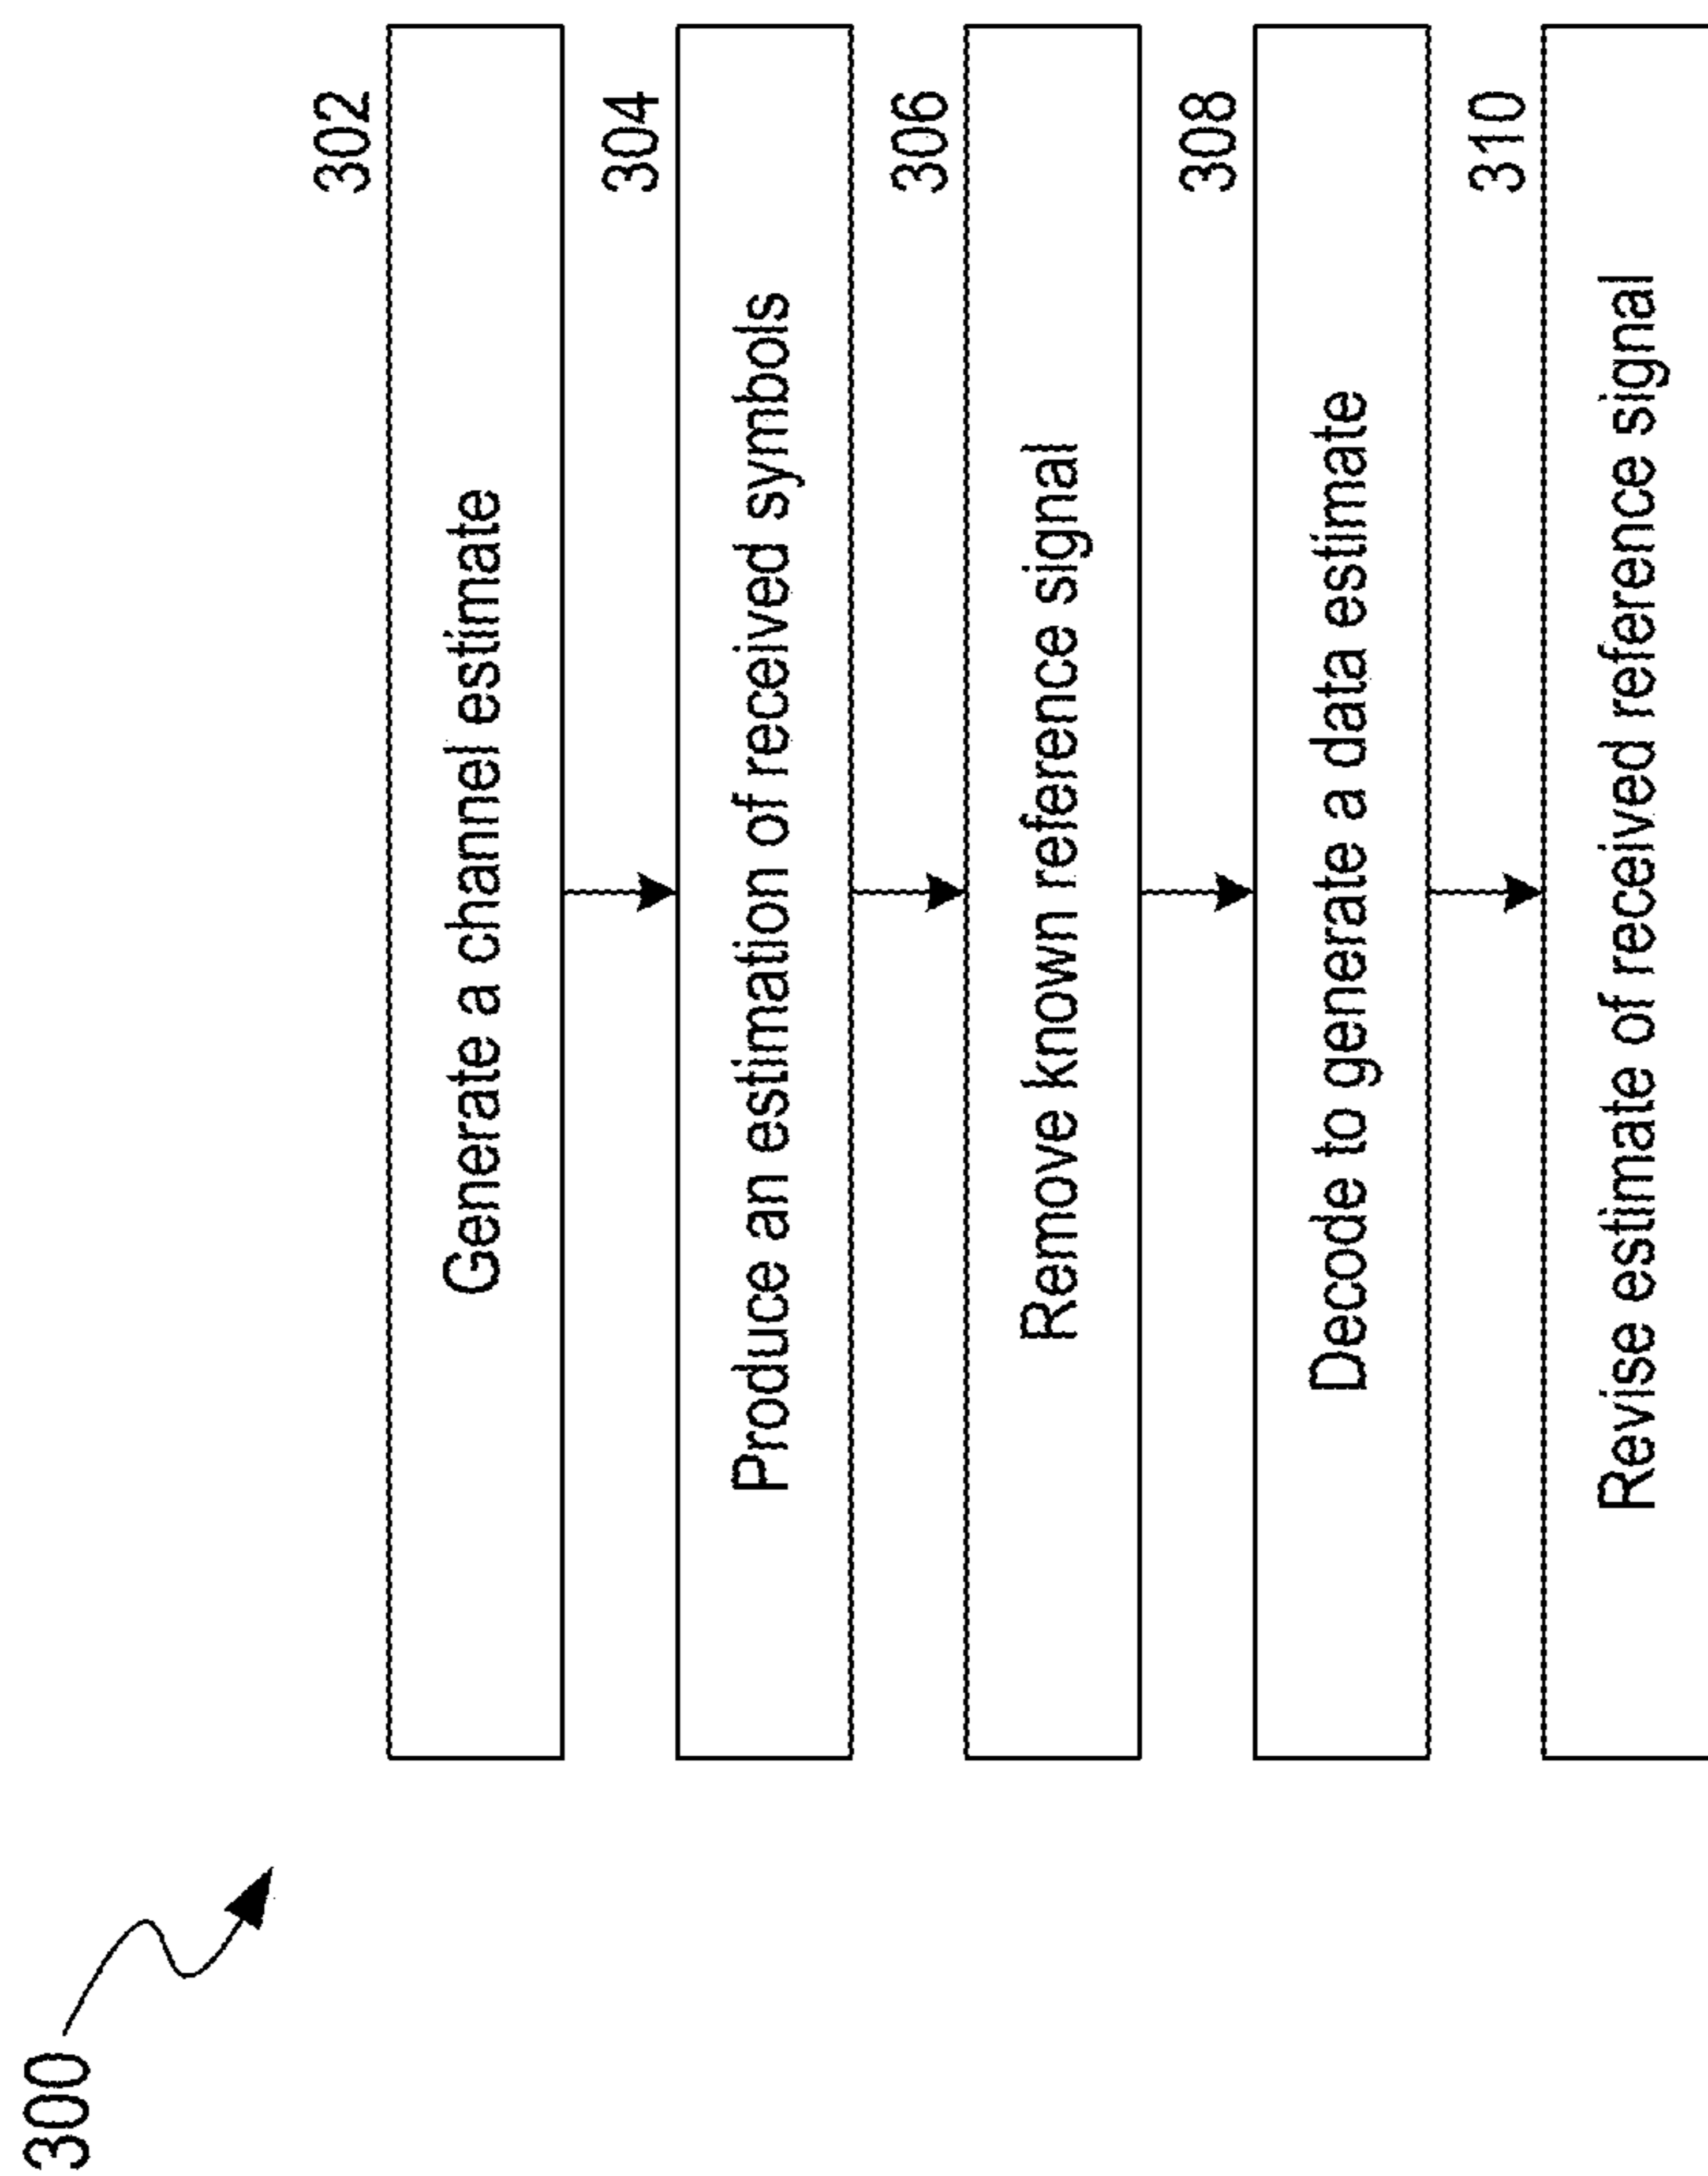 300
302
Generate a channel estimate
304
Produce an estimation of received symbols
306
Remove known reference signal
308
Decode to generate a data estimate
310
Revise estimate of received reference signal